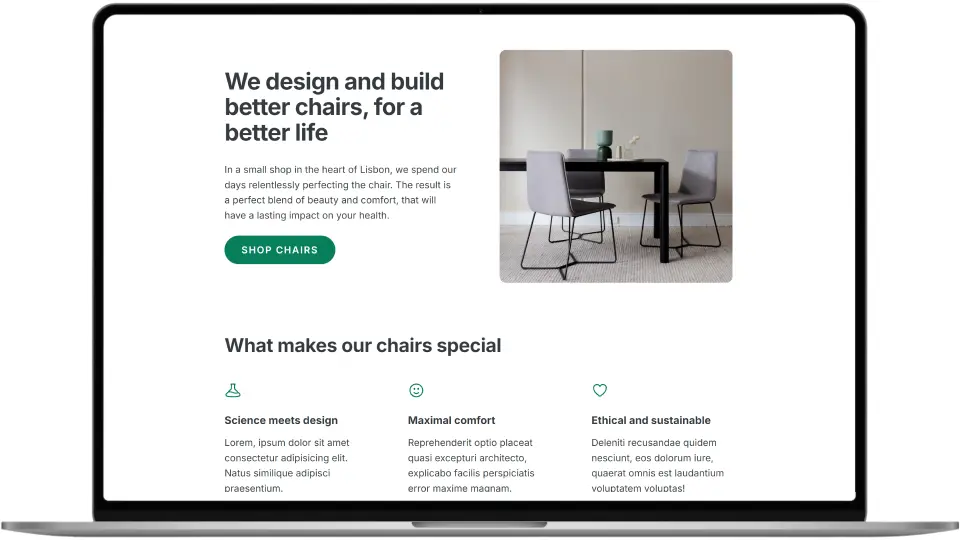 We design and build
better chairs, for a
better life
In a small shop in the heart of Lisbon, we spend our
days relentlessly perfecting the chair. The result is
a perfect blend of beauty and comfort, that will
have a lasting impact on your health.
SHOP CHAIRS
What makes our chairs special
Science meets design
Lorem, ipsum dolor sit amet
consectetur adipisicing elit.
Natus similique adipisci
praesentium.
Maximal comfort
Reprehenderit optio placeat
quasi excepturi architecto,
explicabo facilis perspiciatis
error maxime magnam.
Ethical and sustainable
Deleniti recusandae quidem
nesciunt, eos dolorum iure,
quaerat omnis est laudantium
voluptatem voluptas!